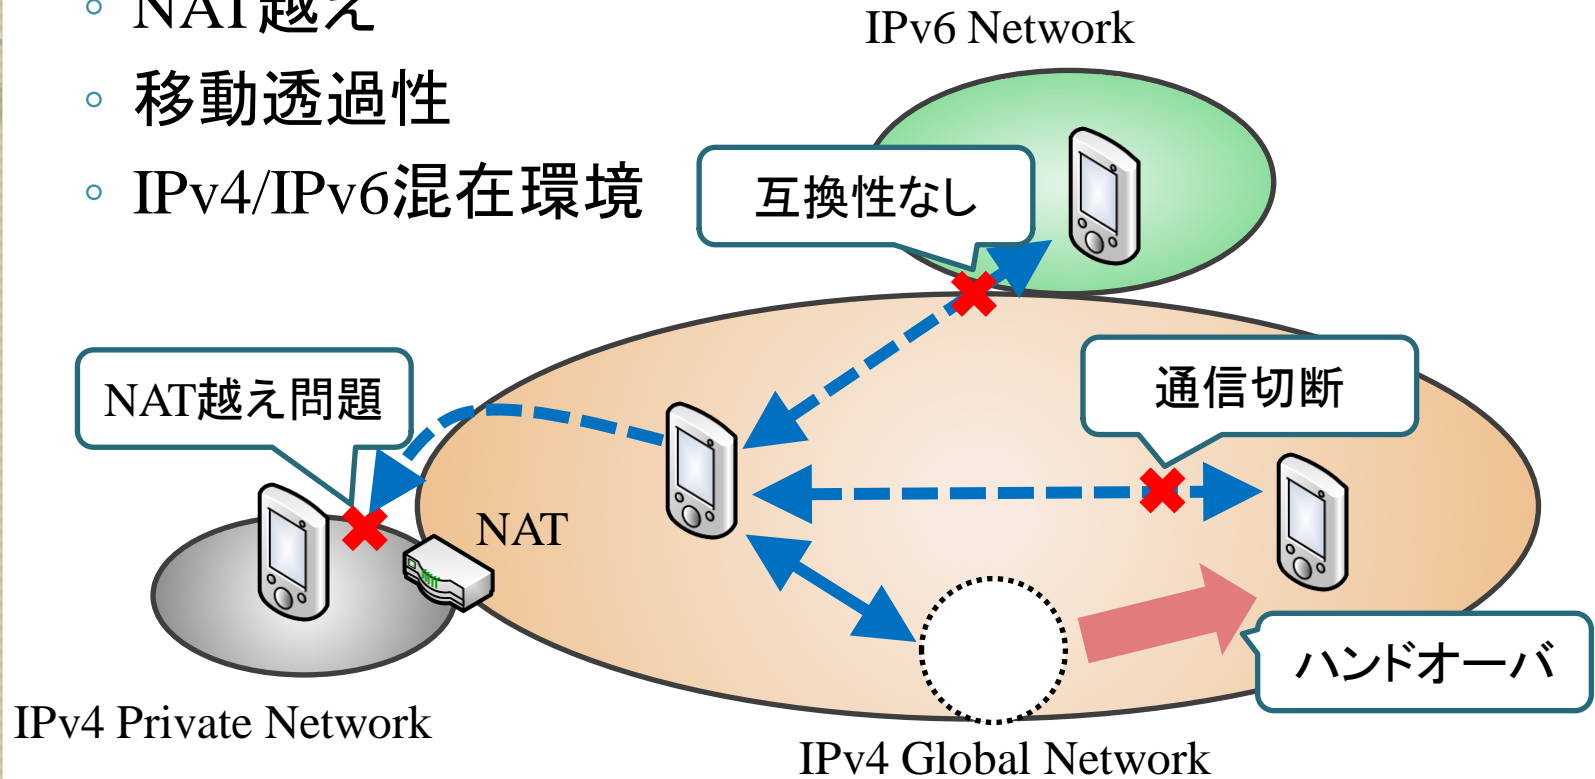 NAT越え
移動透過性
IPv4/IPv6混在環境
IPv6 Network
互換性なし
NAT越え問題
通信切断
NAT
ハンドオーバ
IPv4 Private Network
IPv4 Global Network